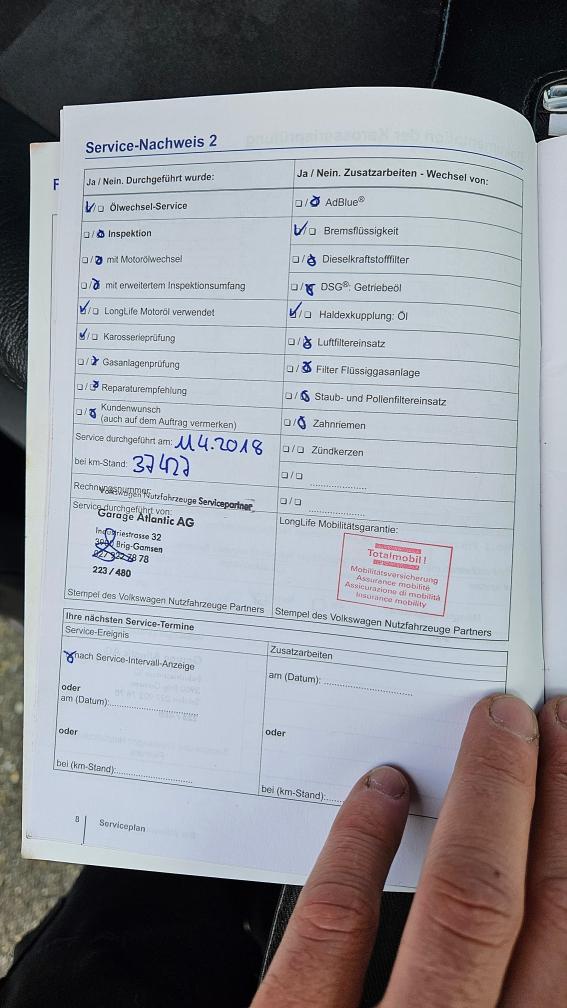 Service-Nachweis 2
Ja / Nein. Durchgeführt wurde:
Ölwechsel-Service
Inspektion
mit Motorölwechsel
mit erweitertem Inspektionsumfang
LongLife Motoröl verwendet
Karosserieprüfung
Gasanlagenprüfung
Reparaturempfehlung
Kundenwunsch
(auch auf dem Auftrag vermerken)
Service durchgeführt am: 11.4.2018
bei km-Stand: 37427
Rechnungsnummer:
Volkswagen Nutzfahrzeuge Servicepartner
Service durchgeführt von:
Garage Atlantic AG
Industriestrasse 32
Brig-Gamsen
223 / 480
Stempel des Volkswagen Nutzfahrzeuge Partners
Ja / Nein. Zusatzarbeiten - Wechsel von:
AdBlue®
Bremsflüssigkeit
Dieselkraftstofffilter
DSG®: Getriebeöl
Haldexkupplung: Öl
Luftfiltereinsatz
Filter Flüssiggasanlage
Staub- und Pollenfiltereinsatz
Zahnriemen
Zündkerzen
LongLife Mobilitätsgarantie:
Totalmobil!
Mobilitätsversicherung
Assurance mobilité
Assicurazione di mobilità
Insurance mobility
Stempel des Volkswagen Nutzfahrzeuge Partners
Ihre nächsten Service-Termine
Service-Ereignis
nach Service-Intervall-Anzeige
oder
am (Datum):
oder
bei (km-Stand):
Zusatzarbeiten
am (Datum):
oder
bei (km-Stand):
8 Serviceplan